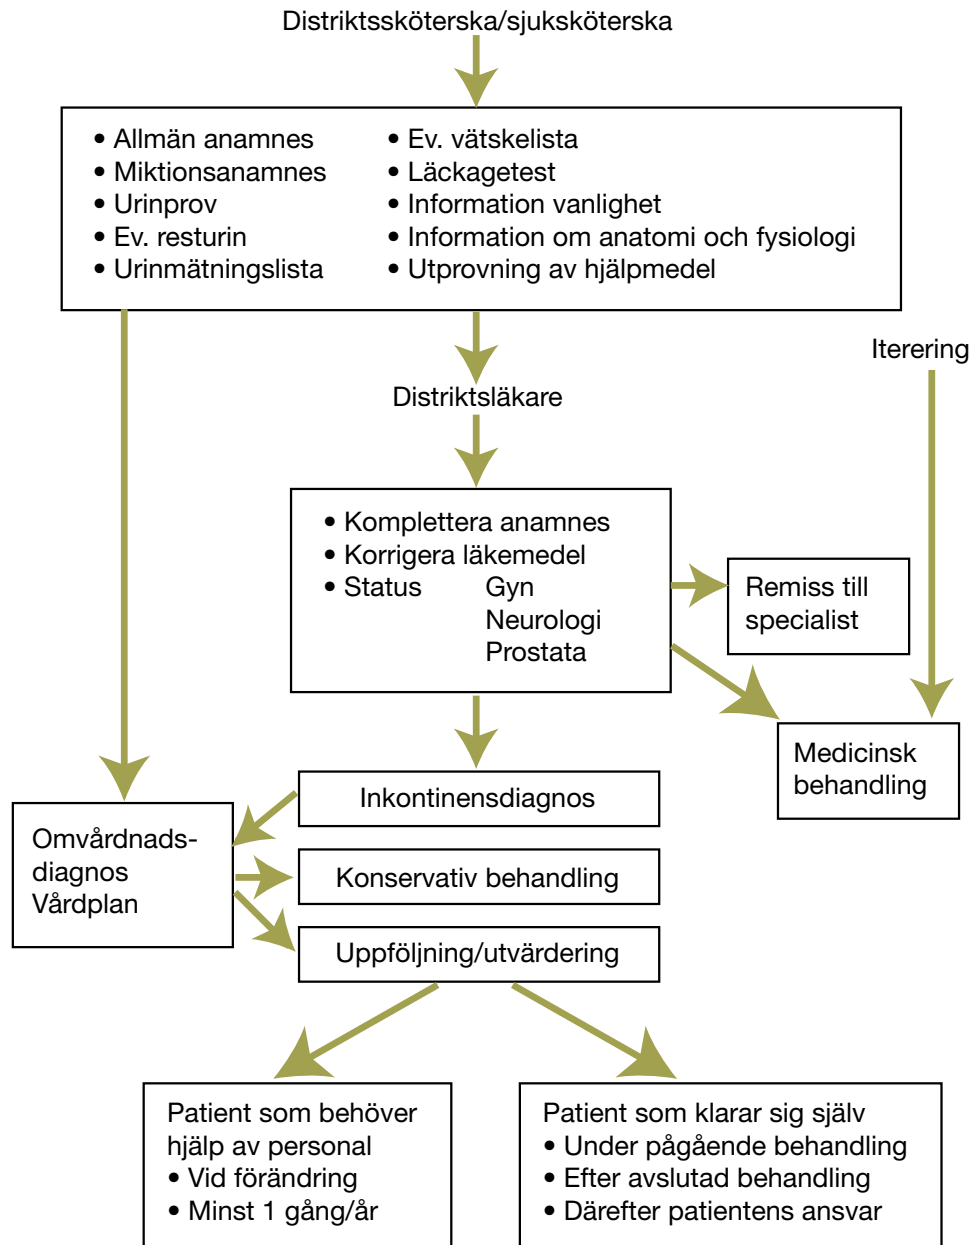 Distriktssköterska/sjuksköterska
• Allmän anamnes
• Miktionsanamnes
• Urinprov
• Ev. resturin
• Urinmätningslista
• Ev. vätskelista
• Läckagetest
• Information vanlighet
• Information om anatomi och fysiologi
• Utprovning av hjälpmedel
Iterering
Distriktsläkare
• Komplettera anamnes
• Korrigera läkemedel
• Status Gyn
Neurologi
Prostata
Remiss till
specialist
Medicinsk
behandling
Inkontinensdiagnos
Omvårdnads-
diagnos
Vårdplan
Konservativ behandling
Uppföljning/utvärdering
Patient som behöver
hjälp av personal
• Vid förändring
• Minst 1 gång/år
Patient som klarar sig själv
• Under pågående behandling
• Efter avslutad behandling
• Därefter patientens ansvar